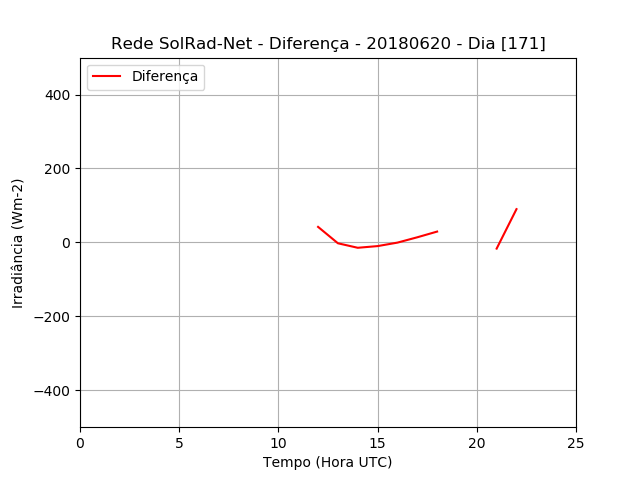 Rede SolRad-Net - Diferença - 20180620 - Dia [171]
Diferença
Irradiância (Wm-2)
400
200
0
−200
−400
0 5 10 15 20 25
Tempo (Hora UTC)